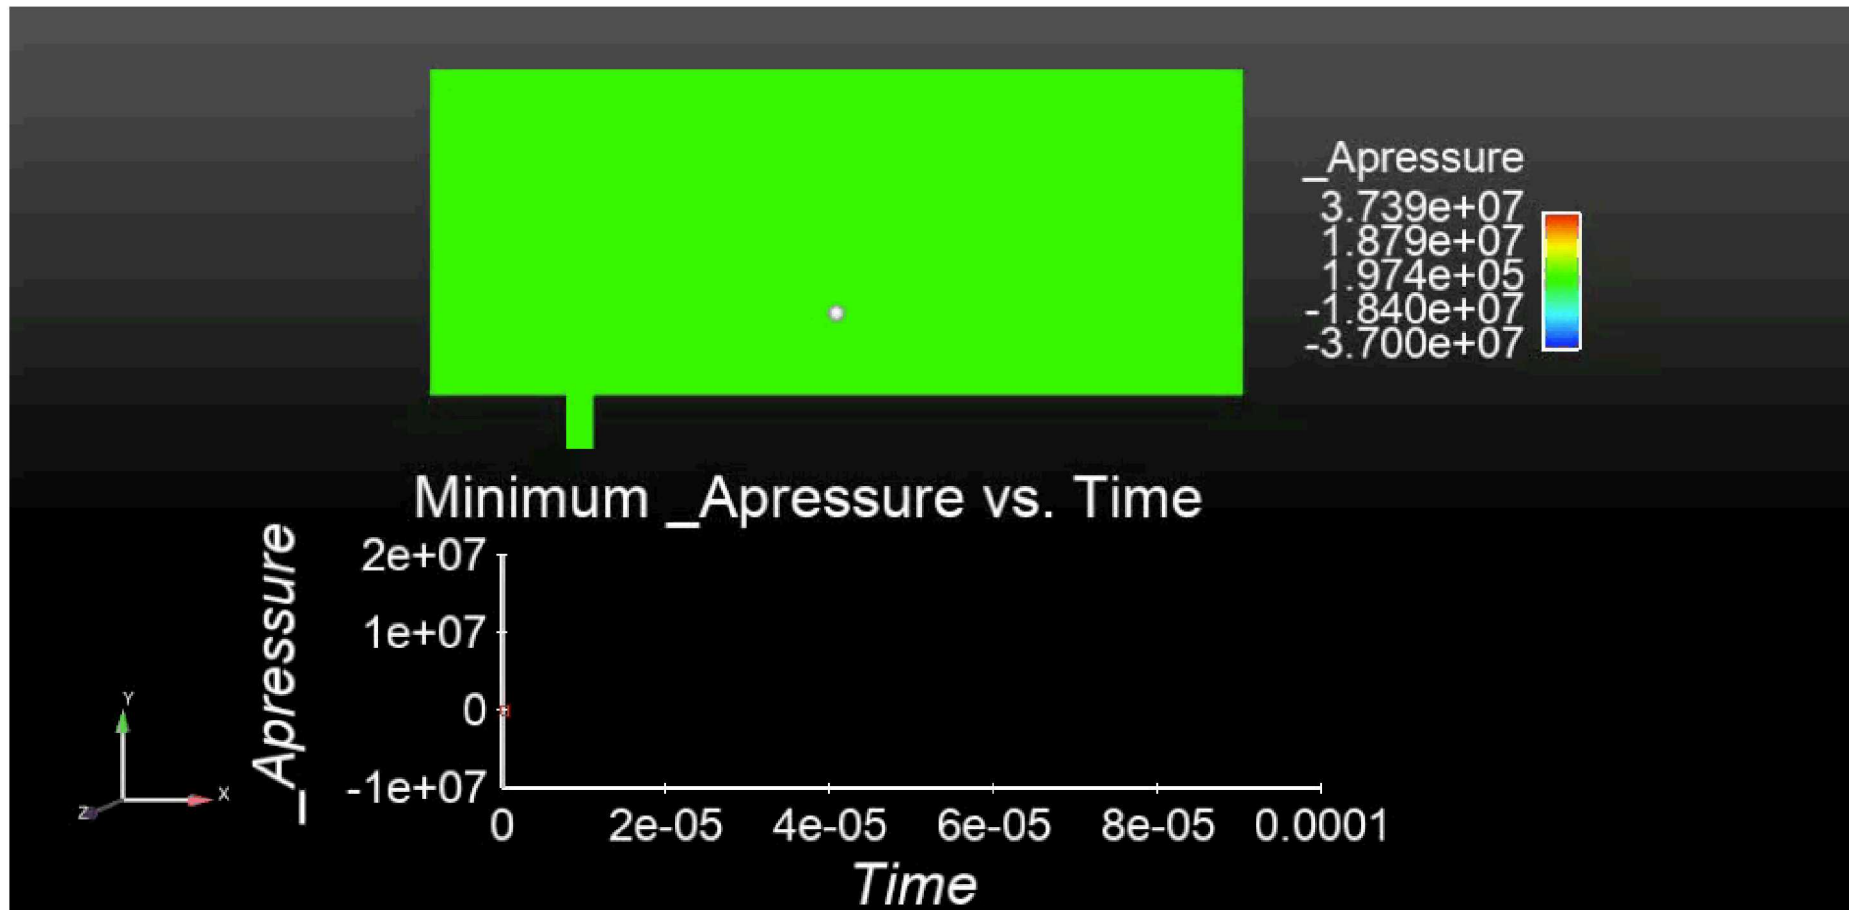 _Apressure
3.739e+07
1.879e+07
1.974e+05
-1.840e+07
-3.700e+07
Minimum _Apressure vs. Time
_Apressure
2e+07
1e+07
0
-1e+07
0 2e-05 4e-05 6e-05 8e-05 0.0001
Time
Y
X
Z